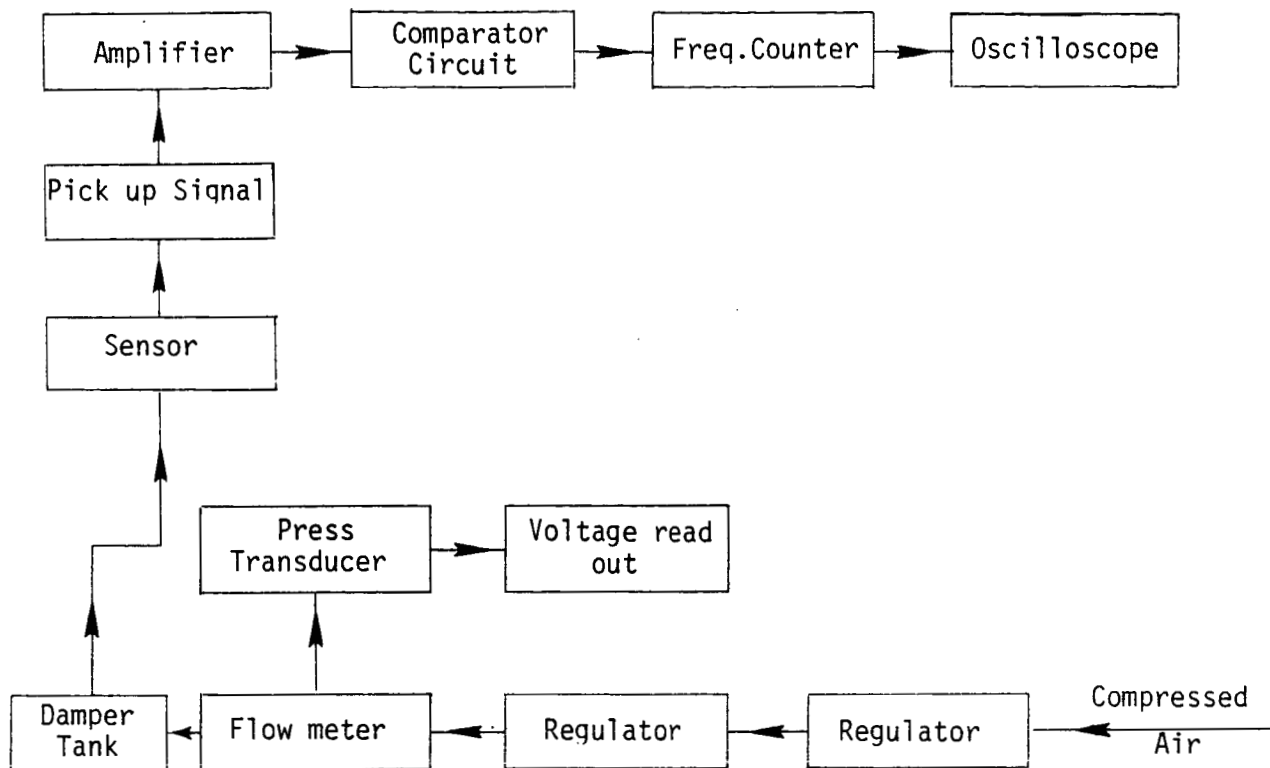 Amplifier
Comparator
Circuit
Freq.Counter
Oscilloscope
Pick up Signal
Sensor
Press
Transducer
Voltage read
out
Damper
Tank
Flow meter
Regulator
Regulator
Compressed
Air